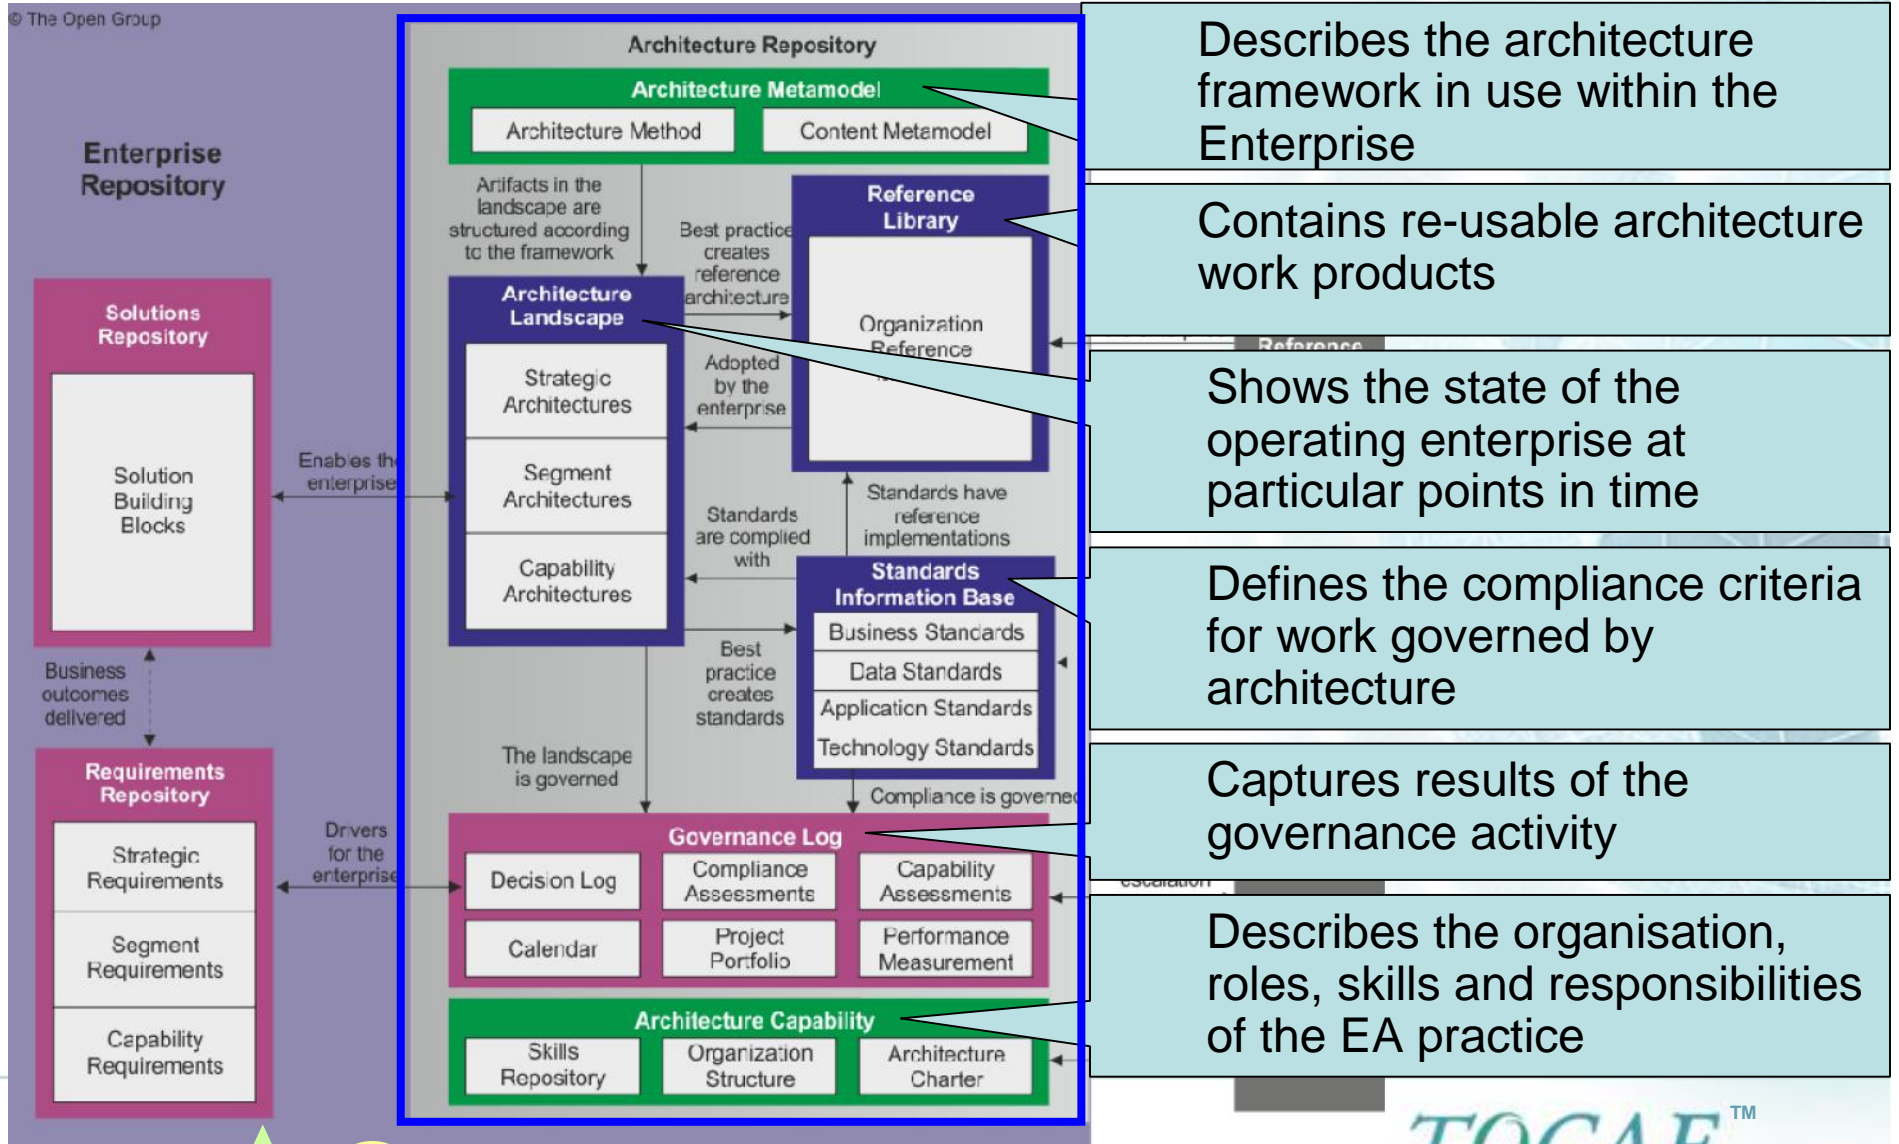 © The Open Group
Enterprise
Repository
Solutions
Repository
Solution
Building
Blocks
Business
outcomes
delivered
Requirements
Repository
Strategic
Requirements
Segment
Requirements
Capability
Requirements
Enables the
enterprise
Drivers
for the
enterprise
Architecture Repository
Architecture Metamodel
Architecture Method
Content Metamodel
Artifacts in the
landscape are
structured according
to the framework
Best practice
creates
reference
architecture
Reference
Library
Organization
Reference
Architecture
Landscape
Strategic
Architectures
Segment
Architectures
Capability
Architectures
Adopted
by the
enterprise
Standards have
reference
implementations
Standards
are complied
with
Standards
Information Base
Business Standards
Data Standards
Application Standards
Technology Standards
Best
practice
creates
standards
The landscape
is governed
Compliance is governed
Governance Log
Decision Log
Compliance
Assessments
Capability
Assessments
Calendar
Project
Portfolio
Performance
Measurement
Architecture Capability
Skills
Repository
Organization
Structure
Architecture
Charter
Describes the architecture
framework in use within the
Enterprise
Contains re-usable architecture
work products
Reference
Shows the state of the
operating enterprise at
particular points in time
Defines the compliance criteria
for work governed by
architecture
Captures results of the
governance activity
escalation
Describes the organisation,
roles, skills and responsibilities
of the EA practice
TOGAF™